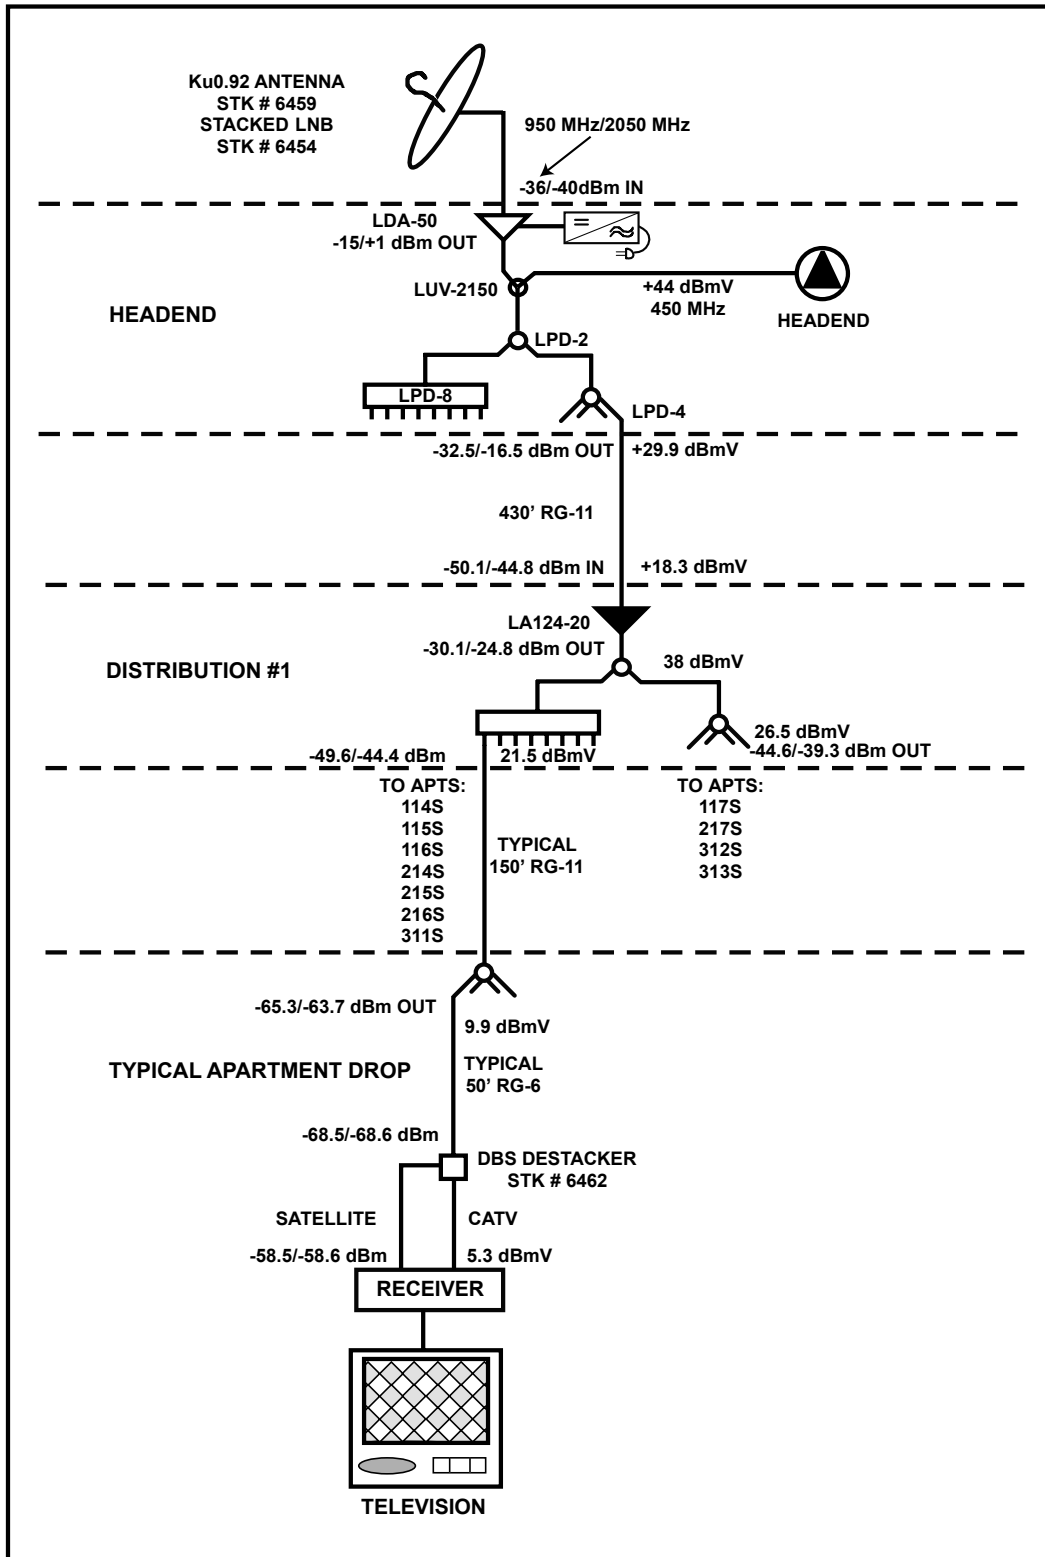 Ku0.92 ANTENNA
STK # 6459
STACKED LNB
STK # 6454
950 MHz/2050 MHz
-36/-40dBm IN
LDA-50
-15/+1 dBm OUT
LUV-2150
+44 dBmV
450 MHz
HEADEND
HEADEND
LPD-2
LPD-8
LPD-4
-32.5/-16.5 dBm OUT
+29.9 dBmV
430’ RG-11
-50.1/-44.8 dBm IN
+18.3 dBmV
LA124-20
-30.1/-24.8 dBm OUT
38 dBmV
DISTRIBUTION #1
26.5 dBmV
-44.6/-39.3 dBm OUT
-49.6/-44.4 dBm
21.5 dBmV
TO APTS:
114S
115S
116S
214S
215S
216S
311S
TYPICAL
150’ RG-11
TO APTS:
117S
217S
312S
313S
-65.3/-63.7 dBm OUT
9.9 dBmV
TYPICAL APARTMENT DROP
TYPICAL
50’ RG-6
-68.5/-68.6 dBm
DBS DESTACKER
STK # 6462
SATELLITE
CATV
-58.5/-58.6 dBm
5.3 dBmV
RECEIVER
TELEVISION